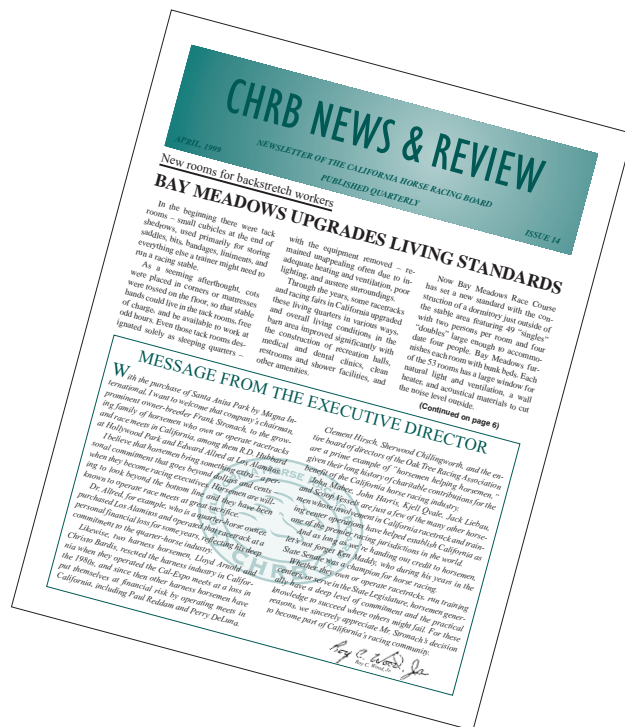 CHRB NEWS & REVIEW
APRIL, 1999
NEWSLETTER OF THE CALIFORNIA HORSE RACING BOARD
PUBLISHED QUARTERLY
ISSUE 14
New rooms for backstretch workers
BAY MEADOWS UPGRADES LIVING STANDARDS
In the beginning there were tack
rooms – small cubicles at the end of
shedrows, used primarily for storing
saddles, bits, bandages, liniments, and
everything else a trainer might need to
run a racing stable.
As a seeming afterthought, cots
were placed in corners or mattresses
were tossed on the floor, so that stable
hands could live in the tack rooms, free
of charge, and be available to work at
odd hours. Even those tack rooms des-
ignated solely as sleeping quarters –
with the equipment removed – re-
mained unappealing often due to in-
adequate heating and ventilation, poor
lighting, and austere surroundings.
Through the years, some racetracks
and racing fairs in California upgraded
these living quarters in various ways,
and overall living conditions in the
barn area improved significantly with
the construction of recreation halls,
medical and dental clinics, clean
restrooms and shower facilities, and
other amenities.
Now Bay Meadows Race Course
has set a new standard with the con-
struction of a dormitory just outside of
the stable area featuring 49 "singles"
with two persons per room and four
"doubles" large enough to accommo-
date four people. Bay Meadows fur-
nishes each room with bunk beds. Each
of the 53 rooms has a large window for
natural light and ventilation, a wall
heater, and acoustical materials to cut
the noise level outside.
(Continued on page 6)
MESSAGE FROM THE EXECUTIVE DIRECTOR
With the purchase of Santa Anita Park by Magna In-
ternational, I want to welcome that company's chairman,
prominent owner-breeder Frank Stronach, to the grow-
ing family of horsemen who own or operate racetracks
and race meets in California, among them R.D. Hubbard
at Hollywood Park and Edward Allred at Los Alamitos.
I believe that horsemen bring something extra – a per-
sonal commitment that goes beyond dollars and cents –
when they become racing executives. Horsemen are will-
ing to look beyond the bottom line, and they have been
known to operate race meets at great sacrifice.
Dr. Allred, for example, who is a quarter-horse owner,
purchased Los Alamitos and operated the racetrack at a
personal financial loss for some years, reflecting his deep
commitment to the quarter-horse industry.
Likewise, two harness horsemen, Lloyd Arnold and
Christo Bardis, rescued the harness industry in Califor-
nia when they operated the Cal-Expo meets at a loss in
the 1980s, and since then other harness horsemen have
put themselves at financial risk by operating meets in
California, including Paul Reddam and Perry DeLuna.
Clement Hirsch, Sherwood Chillingworth, and the en-
tire board of directors of the Oak Tree Racing Association
are a prime example of "horsemen helping horsemen,"
given their long history of charitable contributions for the
benefit of the California horse racing industry.
John Mabee, John Harris, Kjell Qvale, Jack Liebau,
and Scoop Vessels are just a few of the many other horse-
men whose involvement in California racetrack and train-
ing center operations have helped establish California as
one of the premier racing jurisdictions in the world.
And as long as we're handing out credit to horsemen,
let's not forget Ken Maddy, who during his years in the
State Senate was a champion for horse racing.
Whether they own or operate racetracks, run training
centers, or serve in the State Legislature, horsemen gener-
ally have a deep level of commitment and the practical
knowledge to succeed where others might fail. For these
reasons, we sincerely appreciate Mr. Stronach's decision
to become part of California's racing community.
Roy C. Wood, Jr.
Roy C. Wood, Jr.
CHRB